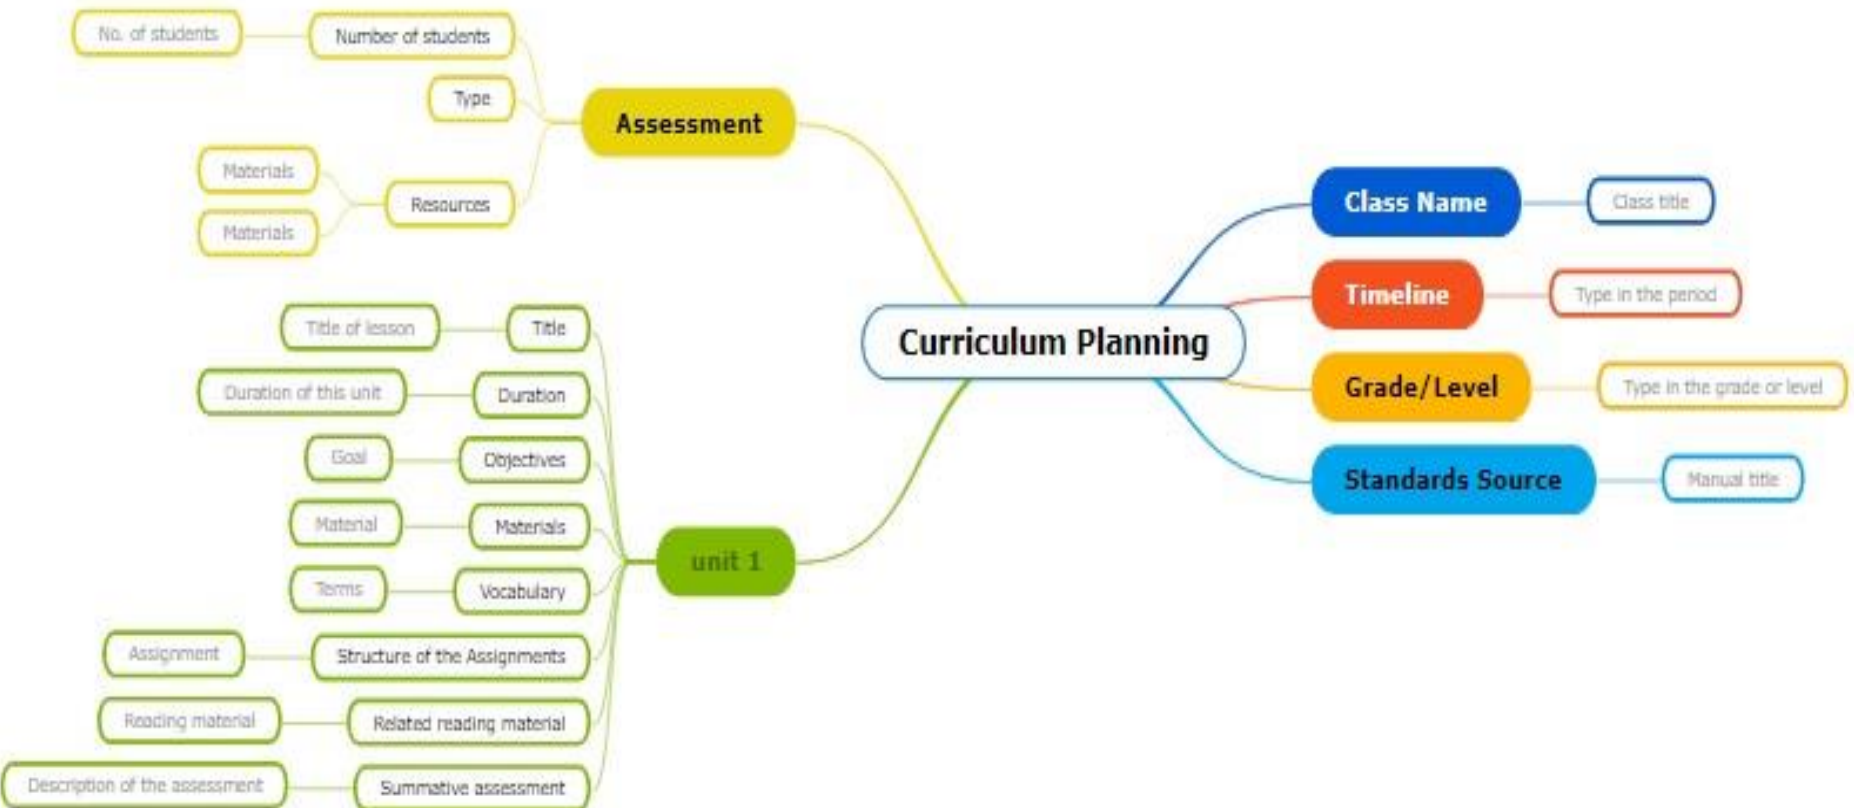 No. of students
Number of students
Type
Assessment
Materials
Resources
Materials
Title of lesson
Title
Duration of this unit
Duration
Goal
Objectives
Material
Materials
Terms
Vocabulary
unit 1
Assignment
Structure of the Assignments
Reading material
Related reading material
Description of the assessment
Summative assessment
Curriculum Planning
Class Name
Class title
Timeline
Type in the period
Grade/Level
Type in the grade or level
Standards Source
Manual title